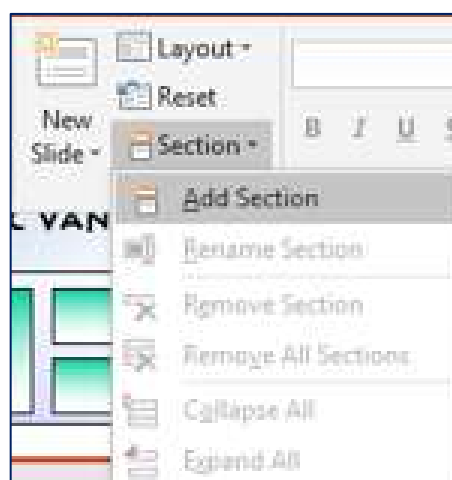 Layout
Reset
New
Slide
Section
B I U S
Add Section
L VAN
Rename Section
Remove Section
Remove All Sections
Collapse All
Expand All